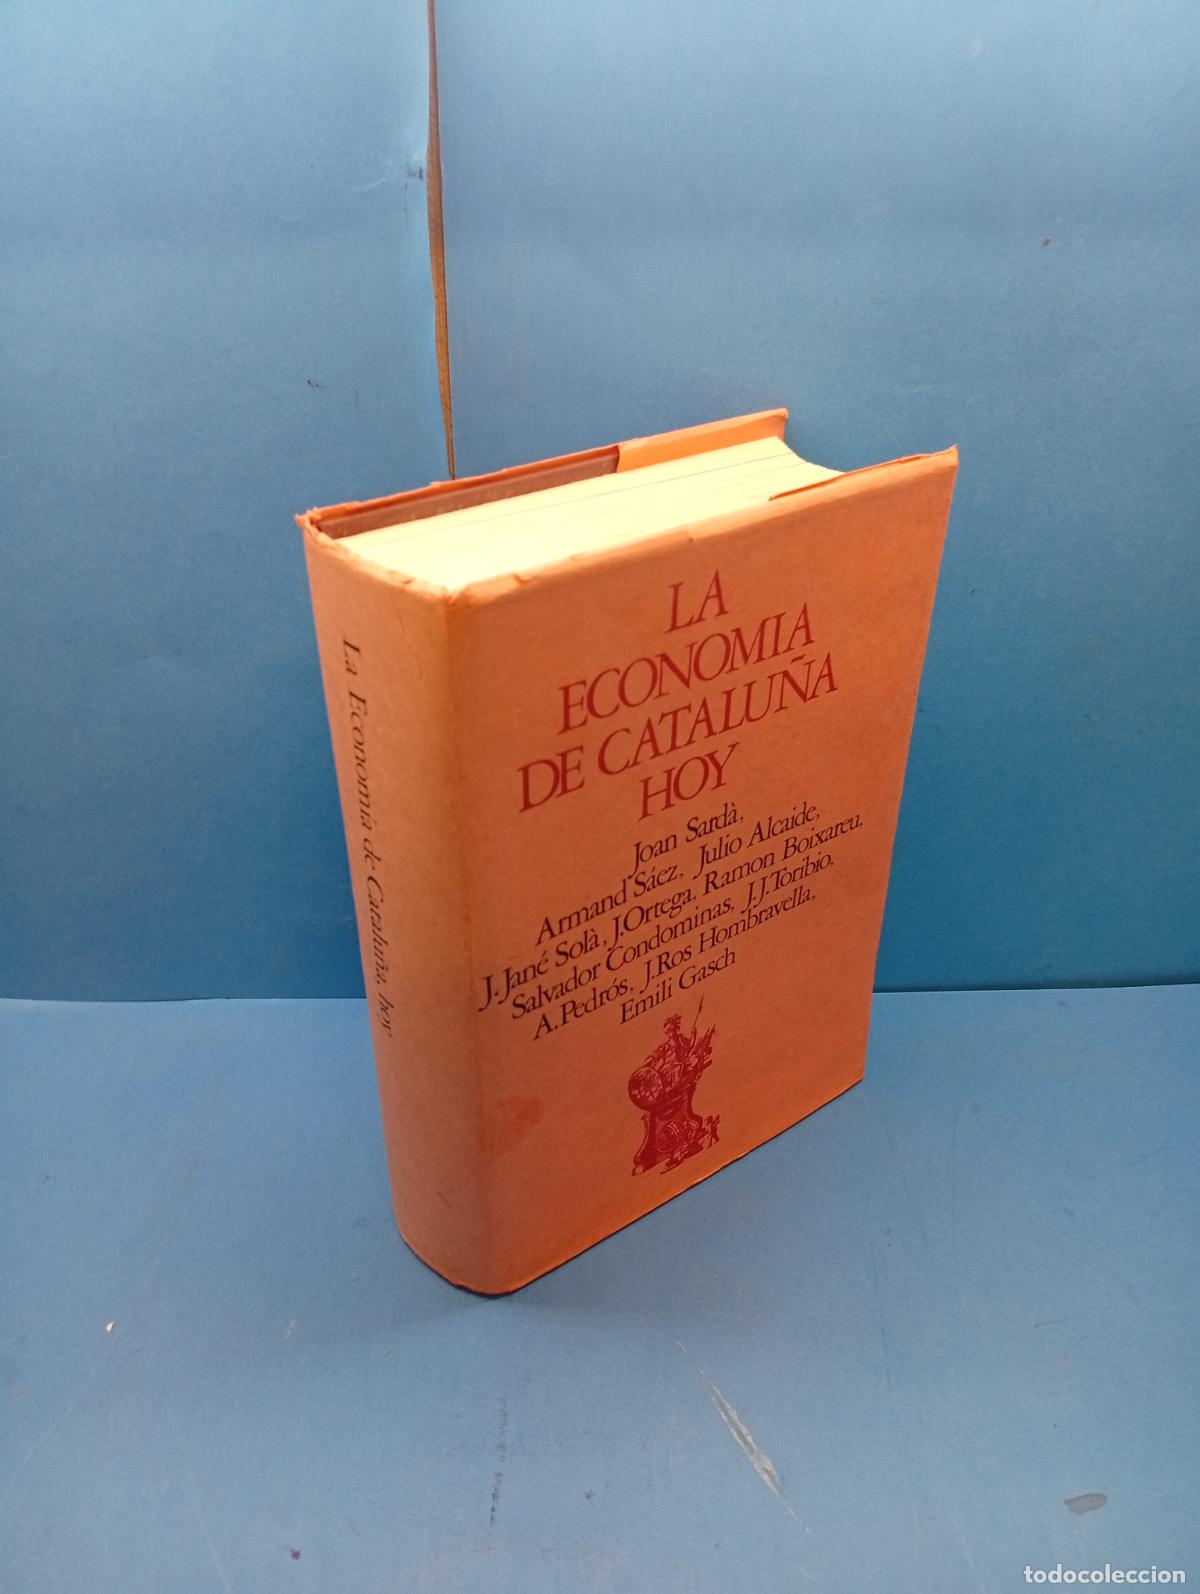 La Economía de Cataluña, hoy
LA
ECONOMIA
DE CATALUÑA
HOY
Joan Sardà,
Armand Sáez, Julio Alcaide,
J. Jané Solà, J. Ortega, Ramon Boixareu,
Salvador Condominas, J. J. Toribio,
A. Pedrós, J. Ros Hombravella,
Emili Gasch
todocoleccion